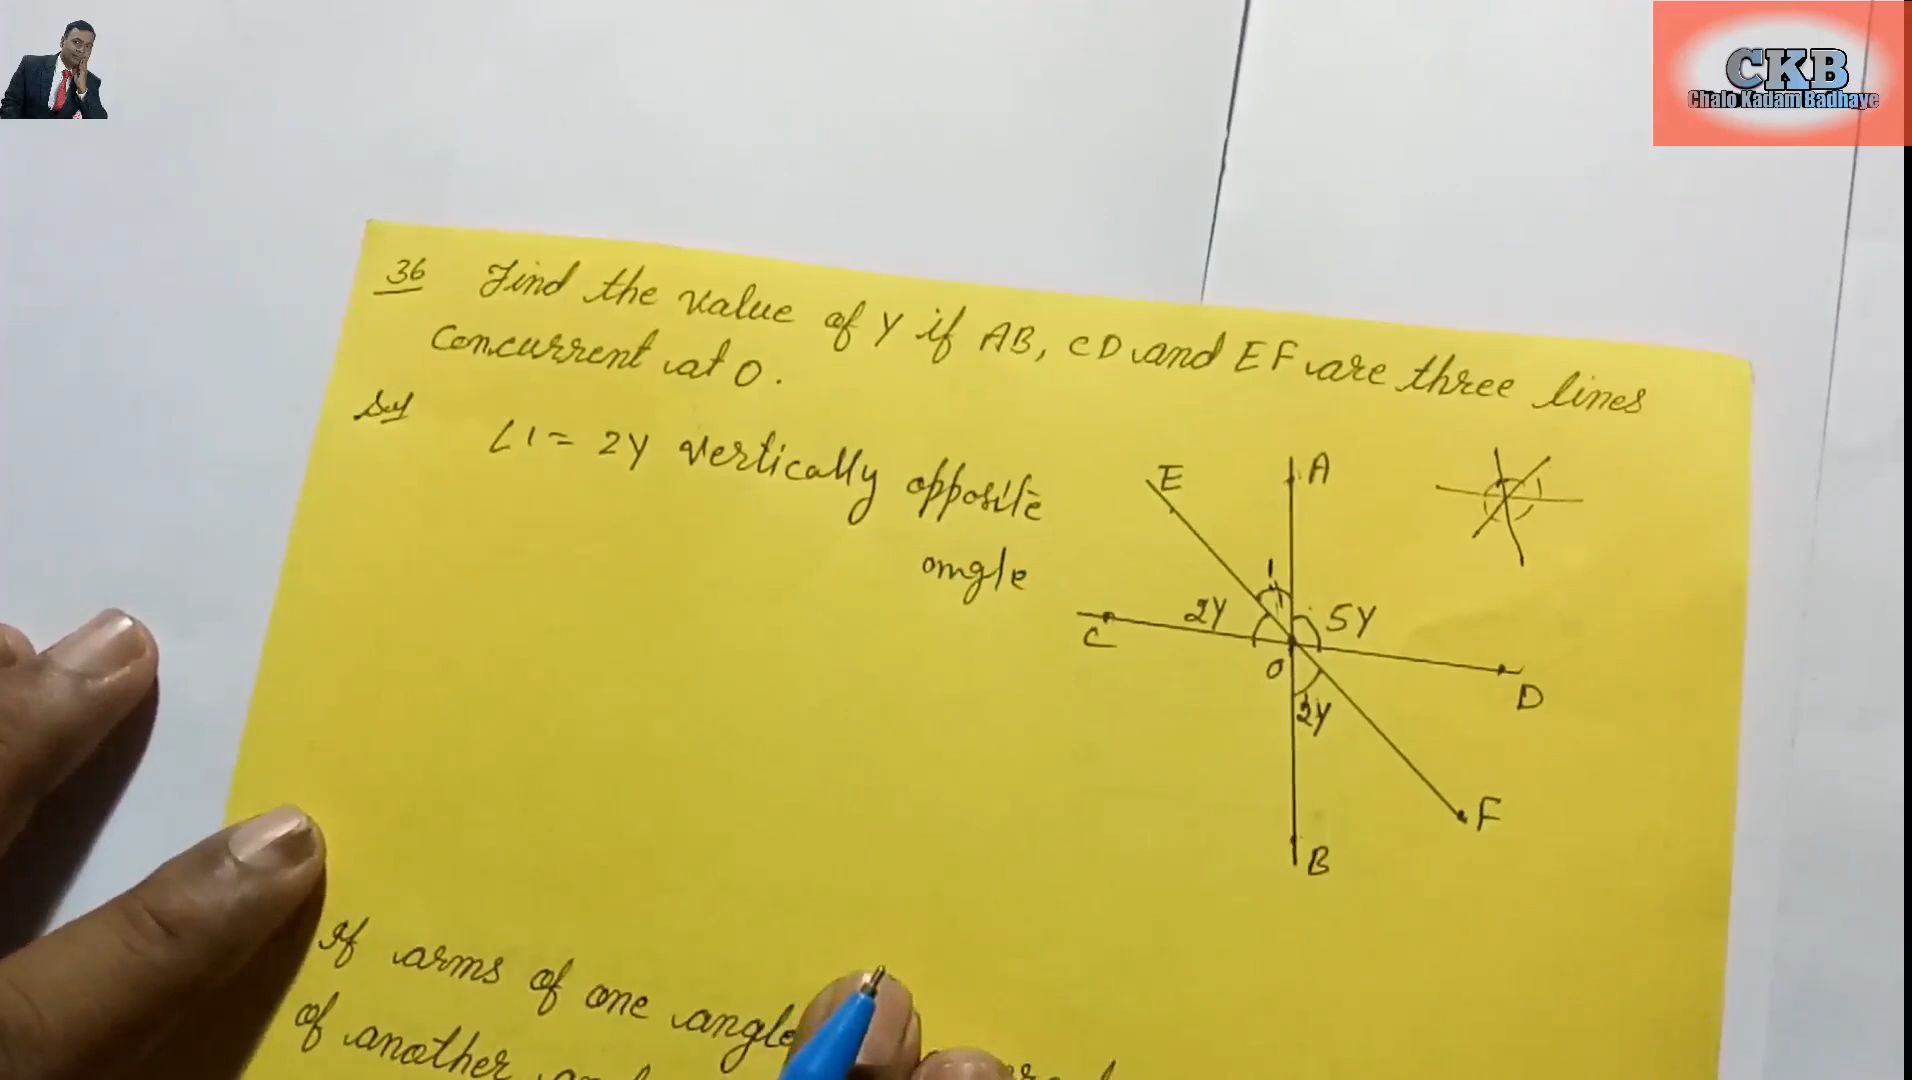 CKB
Chalo Kadam Badhaye
36 Find the value of Y if AB, CD and EF are three lines
concurrent at O.
Sol
∠1 = 2Y vertically opposite
angle
E
A
1
2Y
5Y
C
O
D
2Y
F
B
If arms of one angle
of another